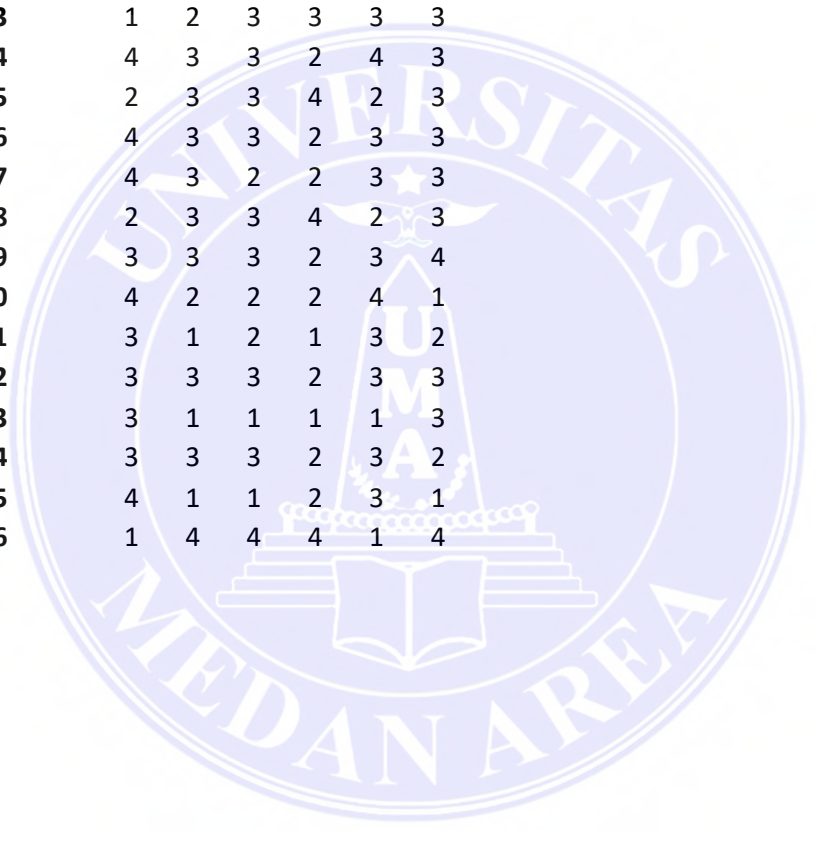 3 1 2 3 3 3 3
4 4 3 3 2 4 3
5 2 3 3 4 2 3
6 4 3 3 2 3 3
7 4 3 2 2 3 3
8 2 3 3 4 2 3
9 3 3 3 2 3 4
0 4 2 2 2 4 1
1 3 1 2 1 3 2
2 3 3 3 2 3 3
3 3 1 1 1 1 3
4 3 3 3 2 3 2
5 4 1 1 2 3 1
6 1 4 4 4 1 4
UNIVERSITAS
UMA
MEDAN AREA